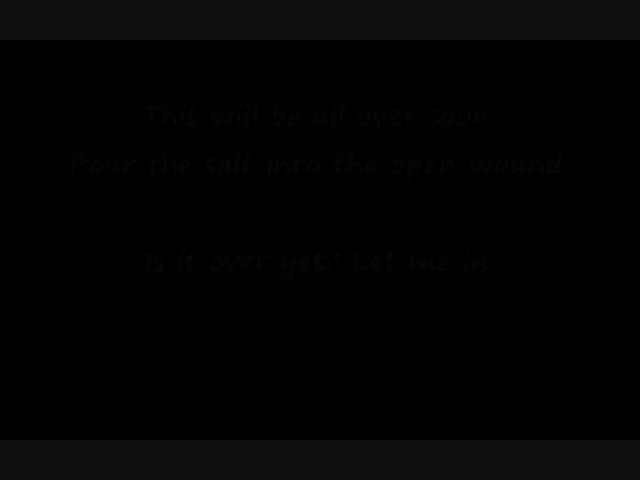 This will be all over soon.
Pour the salt into the open wound.
Is it over yet? Let me in.